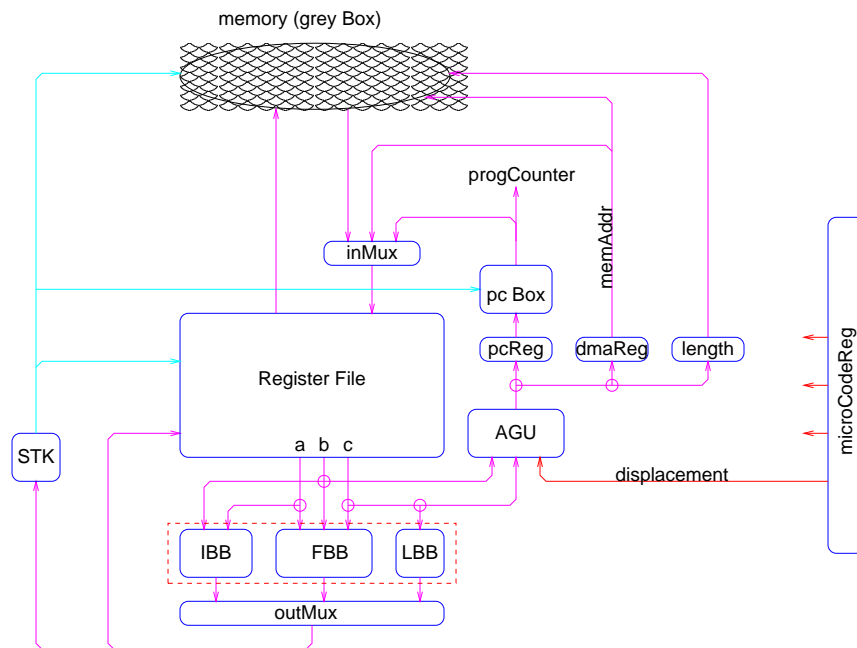 memory (grey Box)
progCounter
memAddr
inMux
pc Box
pcReg
dmaReg
length
microCodeReg
Register File
a b c
AGU
STK
displacement
IBB
FBB
LBB
outMux